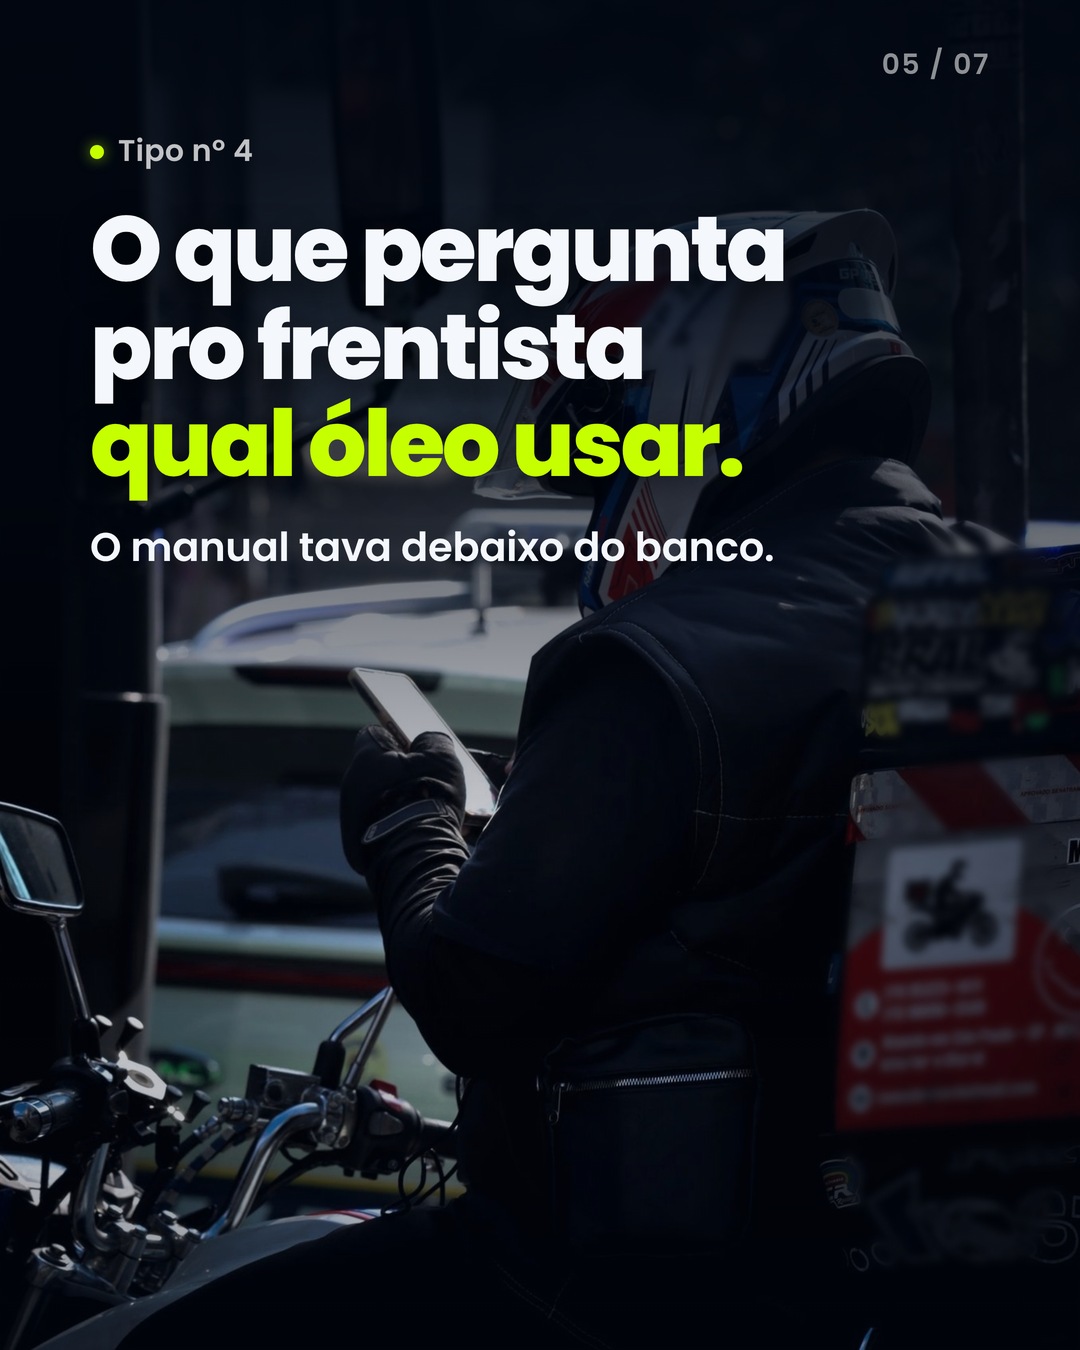 05 / 07
Tipo nº 4
O que pergunta
pro frentista
qual óleo usar.
O manual tava debaixo do banco.